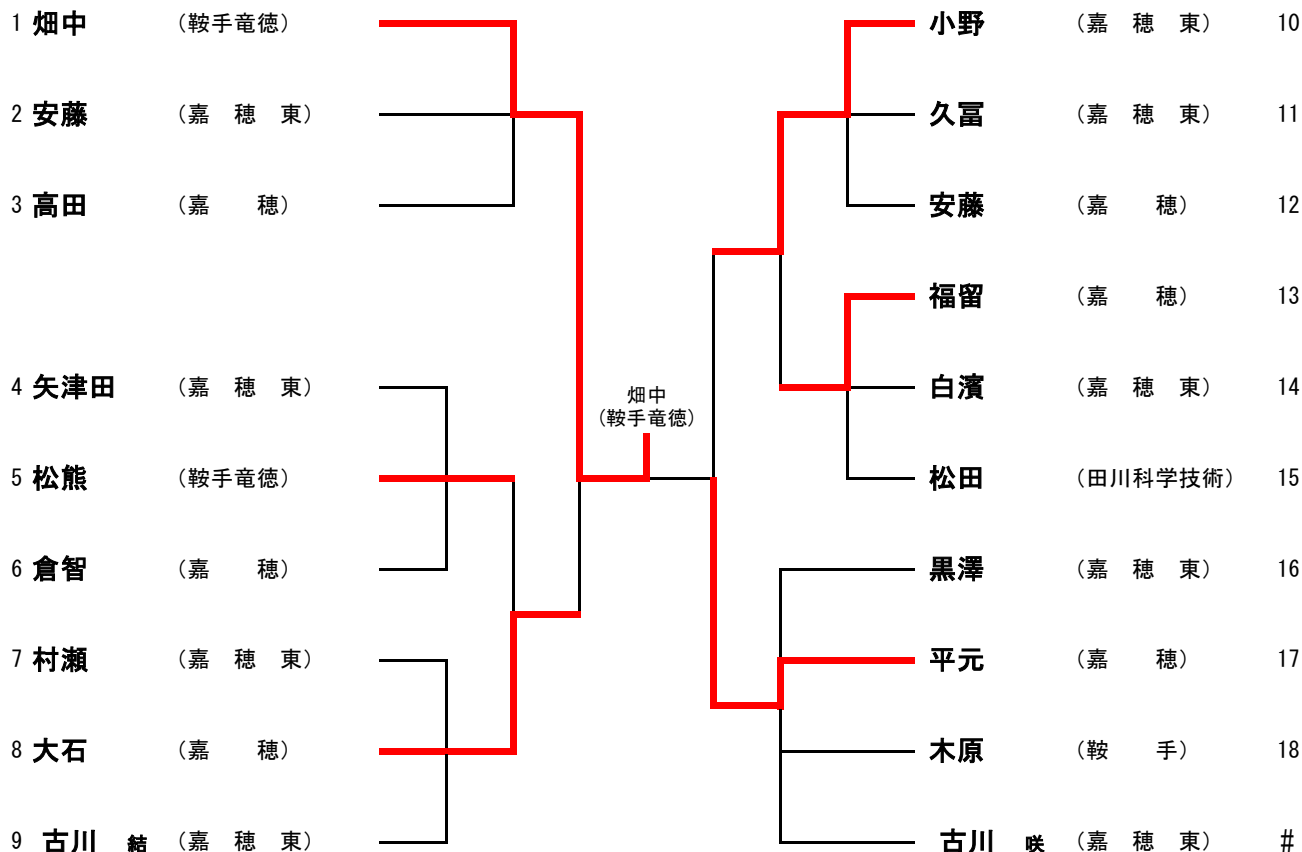 1 畑中 （鞍手竜徳）
2 安藤 （嘉 穂 東）
3 高田 （嘉 穂）
4 矢津田 （嘉 穂 東）
5 松熊 （鞍手竜徳）
6 倉智 （嘉 穂）
7 村瀬 （嘉 穂 東）
8 大石 （嘉 穂）
9 古川 結 （嘉 穂 東）
畑中
（鞍手竜徳）
小野 （嘉 穂 東） 10
久冨 （嘉 穂 東） 11
安藤 （嘉 穂） 12
福留 （嘉 穂） 13
白濱 （嘉 穂 東） 14
松田 （田川科学技術） 15
黒澤 （嘉 穂 東） 16
平元 （嘉 穂） 17
木原 （鞍 手） 18
古川 咲 （嘉 穂 東） #